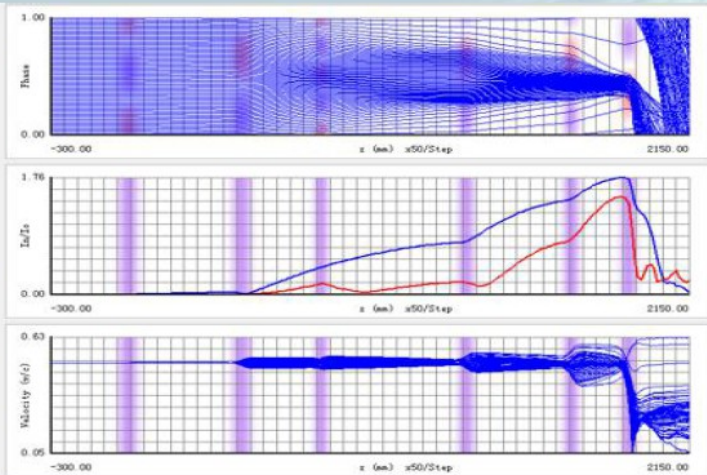 1.00
Phase
0.00
-300.00 z (mm) x50/Step 2150.00
1.76
In/Io
0.00
-300.00 z (mm) x50/Step 2150.00
0.63
Velocity (v/c)
0.05
-300.00 z (mm) x50/Step 2150.00